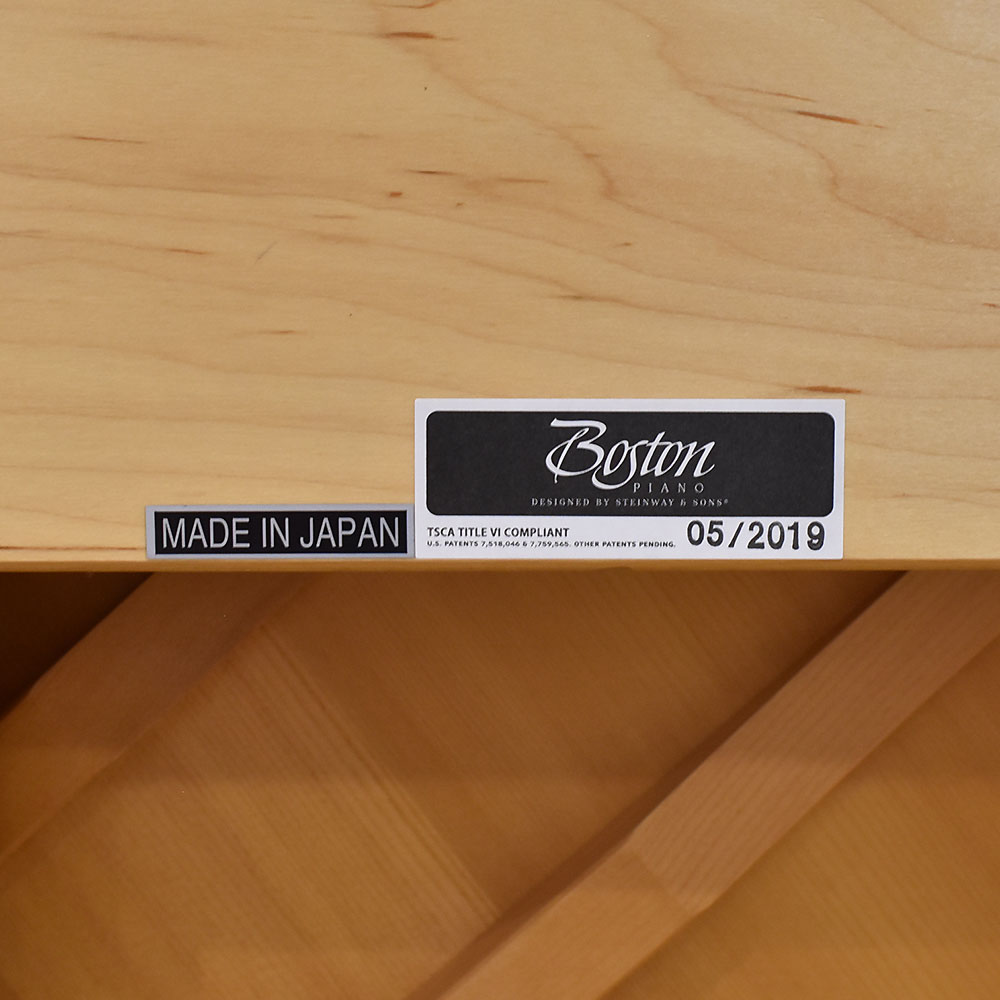 MADE IN JAPAN
Boston
PIANO
DESIGNED BY STEINWAY & SONS®
TSCA TITLE VI COMPLIANT
U.S. PATENTS 7,518,046 & 7,759,565. OTHER PATENTS PENDING.
05/2019